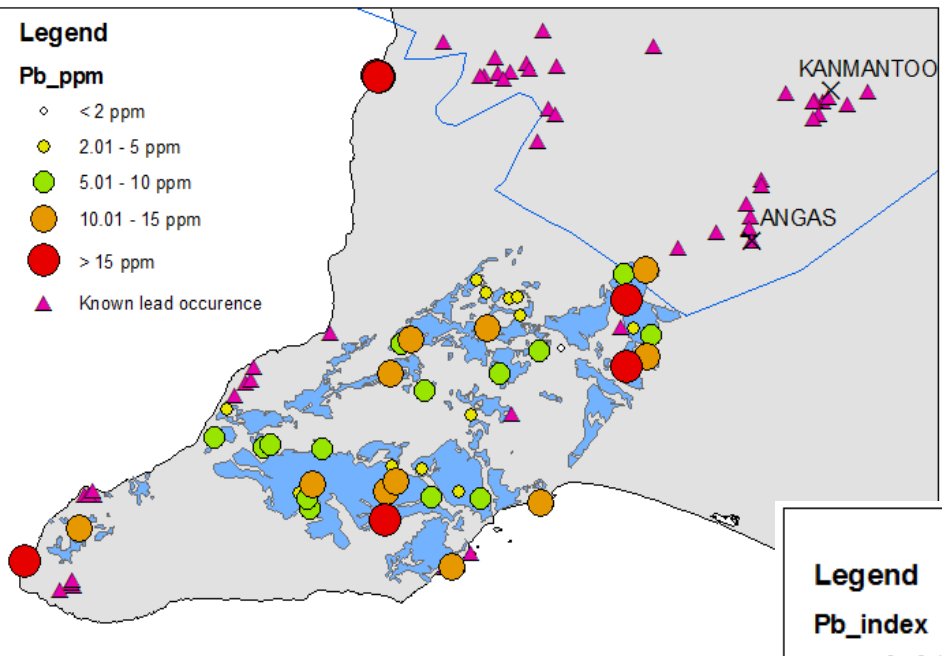 Legend
Pb_ppm
< 2 ppm
2.01 - 5 ppm
5.01 - 10 ppm
10.01 - 15 ppm
> 15 ppm
Known lead occurence
KANMANTOO
ANGAS
Legend
Pb_index